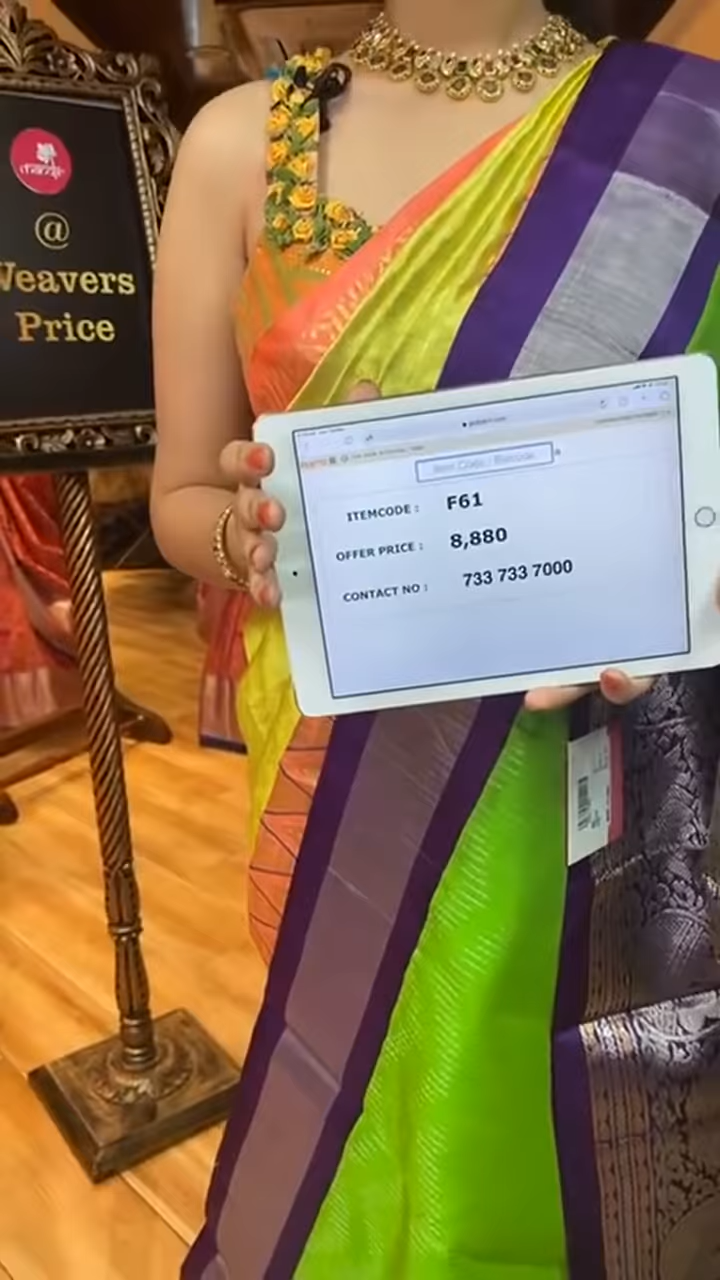 @
Weavers
Price
ITEMCODE : F61
OFFER PRICE : 8,880
CONTACT NO : 733 733 7000